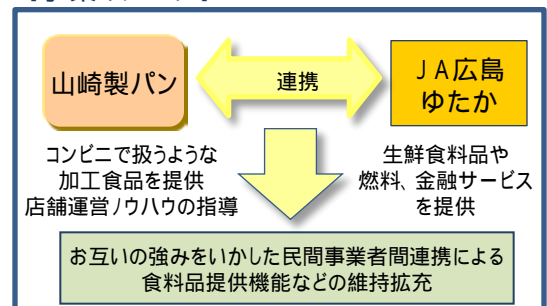 山崎製パン
連携
ＪＡ広島
ゆたか
コンビニで扱うような
加工食品を提供
店舗運営ノウハウの指導
生鮮食料品や
燃料、金融サービス
を提供
お互いの強みをいかした民間事業者間連携による
食料品提供機能などの維持拡充